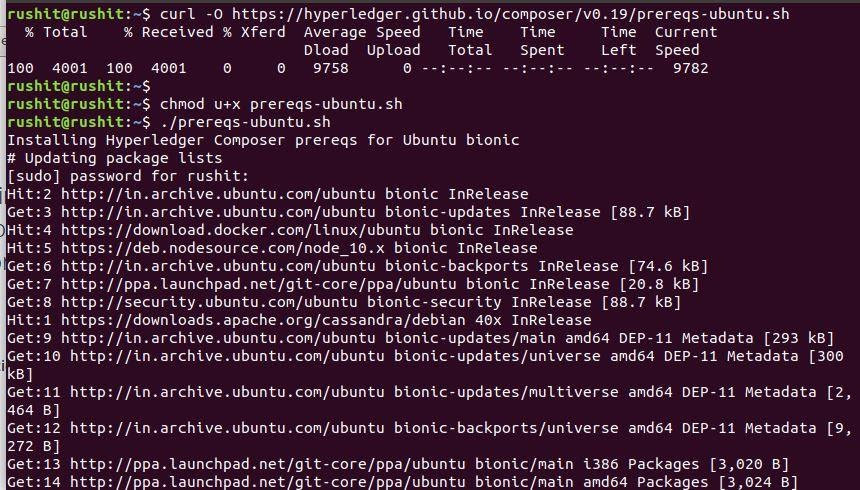 rushit@rushit:~$ curl -O https://hyperledger.github.io/composer/v0.19/prereqs-ubuntu.sh
% Total % Received % Xferd Average Speed Time Time Time Current
Dload Upload Total Spent Left Speed
100 4001 100 4001 0 0 9758 0 --:--:-- --:--:-- --:--:-- 9782
rushit@rushit:~$
rushit@rushit:~$ chmod u+x prereqs-ubuntu.sh
rushit@rushit:~$ ./prereqs-ubuntu.sh
Installing Hyperledger Composer prereqs for Ubuntu bionic
# Updating package lists
[sudo] password for rushit:
Hit:2 http://in.archive.ubuntu.com/ubuntu bionic InRelease
Get:3 http://in.archive.ubuntu.com/ubuntu bionic-updates InRelease [88.7 kB]
Hit:4 https://download.docker.com/linux/ubuntu bionic InRelease
Hit:5 https://deb.nodesource.com/node_10.x bionic InRelease
Get:6 http://in.archive.ubuntu.com/ubuntu bionic-backports InRelease [74.6 kB]
Get:7 http://ppa.launchpad.net/git-core/ppa/ubuntu bionic InRelease [20.8 kB]
Get:8 http://security.ubuntu.com/ubuntu bionic-security InRelease [88.7 kB]
Hit:1 https://downloads.apache.org/cassandra/debian 40x InRelease
Get:9 http://in.archive.ubuntu.com/ubuntu bionic-updates/main amd64 DEP-11 Metadata [293 kB]
Get:10 http://in.archive.ubuntu.com/ubuntu bionic-updates/universe amd64 DEP-11 Metadata [300
kB]
Get:11 http://in.archive.ubuntu.com/ubuntu bionic-updates/multiverse amd64 DEP-11 Metadata [2,
464 B]
Get:12 http://in.archive.ubuntu.com/ubuntu bionic-backports/universe amd64 DEP-11 Metadata [9,
272 B]
Get:13 http://ppa.launchpad.net/git-core/ppa/ubuntu bionic/main i386 Packages [3,020 B]
Get:14 http://ppa.launchpad.net/git-core/ppa/ubuntu bionic/main amd64 Packages [3,024 B]